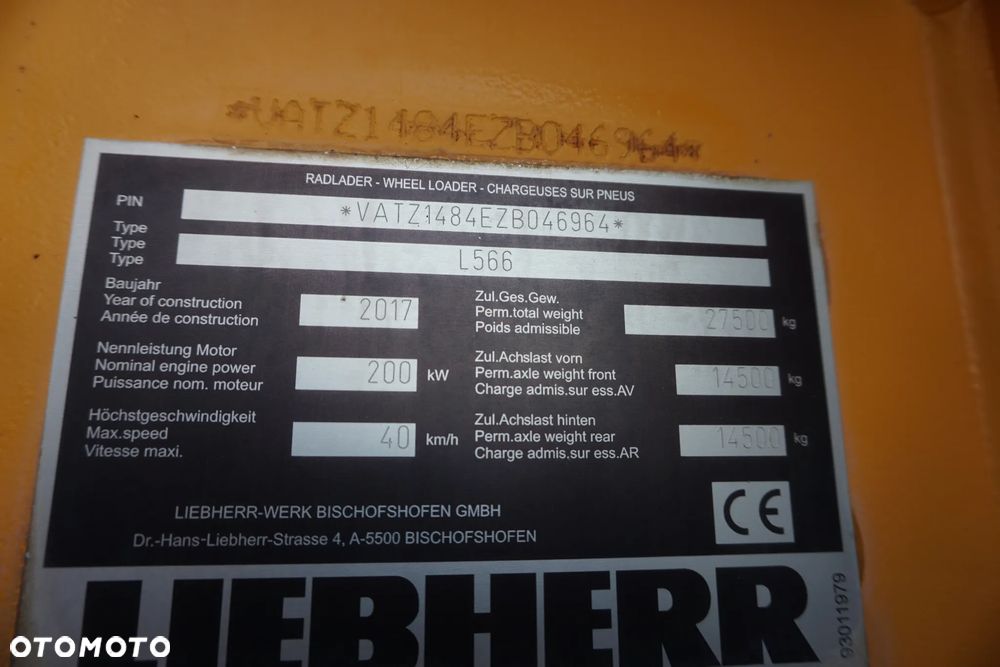 *VATZ1484EZB046964*
RADLADER - WHEEL LOADER - CHARGEUSES SUR PNEUS
PIN *VATZ1484EZB046964*
Type
Type L566
Type
Baujahr
Year of construction 2017
Année de construction
Zul.Ges.Gew.
Perm.total weight 27500 kg
Poids admissible
Nennleistung Motor
Nominal engine power 200 kW
Puissance nom. moteur
Zul.Achslast vorn
Perm.axle weight front 14500 kg
Charge admis.sur ess.AV
Höchstgeschwindigkeit
Max.speed 40 km/h
Vitesse maxi.
Zul.Achslast hinten
Perm.axle weight rear 14500 kg
Charge admis.sur ess.AR
CE
LIEBHERR-WERK BISCHOFSHOFEN GMBH
Dr.-Hans-Liebherr-Strasse 4, A-5500 BISCHOFSHOFEN
LIEBHERR
93011979
OTOMOTO